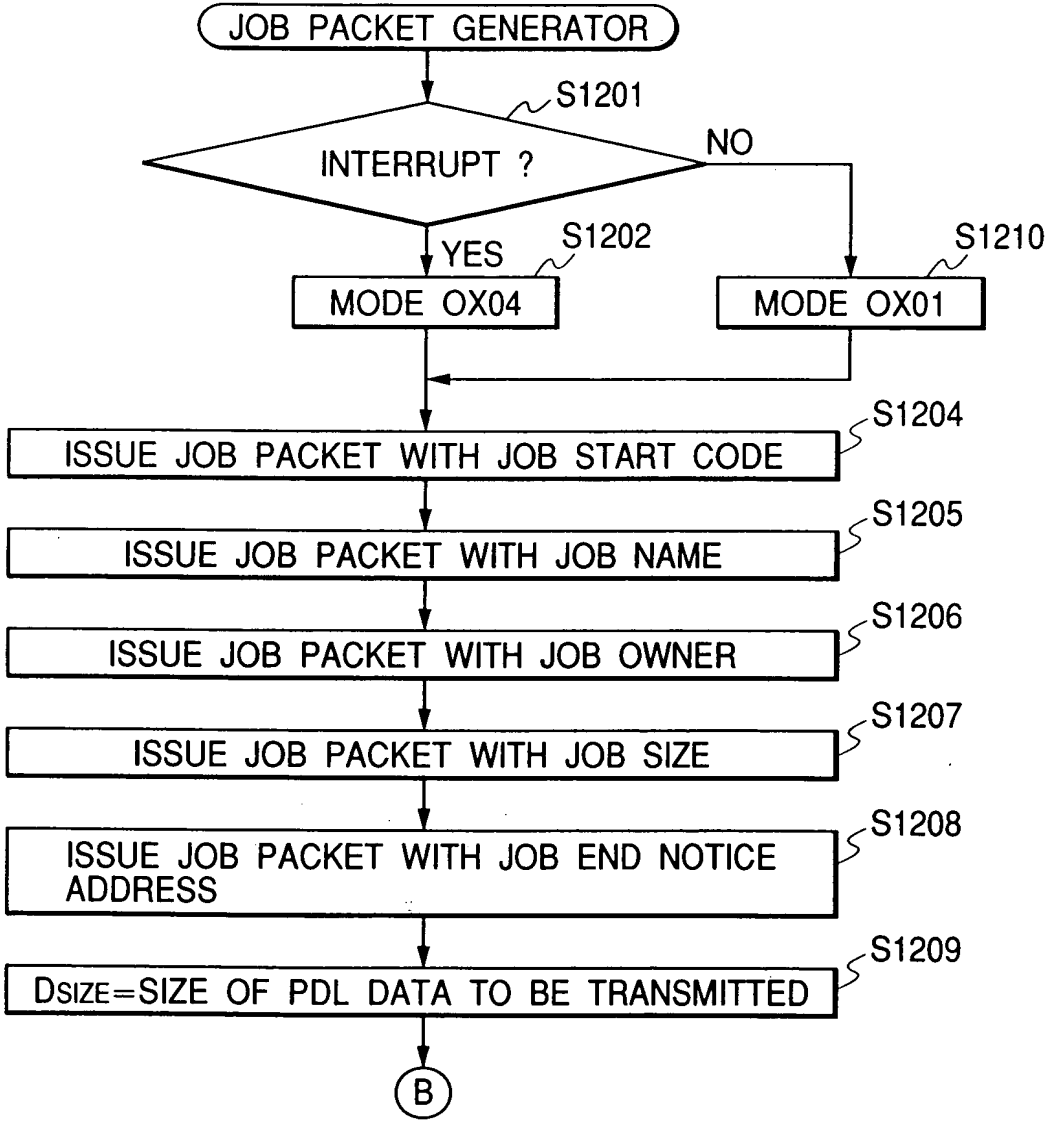 JOB PACKET GENERATOR
S1201
INTERRUPT ?
NO
YES
S1202
S1210
MODE OX04
MODE OX01
S1204
ISSUE JOB PACKET WITH JOB START CODE
S1205
ISSUE JOB PACKET WITH JOB NAME
S1206
ISSUE JOB PACKET WITH JOB OWNER
S1207
ISSUE JOB PACKET WITH JOB SIZE
S1208
ISSUE JOB PACKET WITH JOB END NOTICE
ADDRESS
S1209
DSIZE=SIZE OF PDL DATA TO BE TRANSMITTED
B